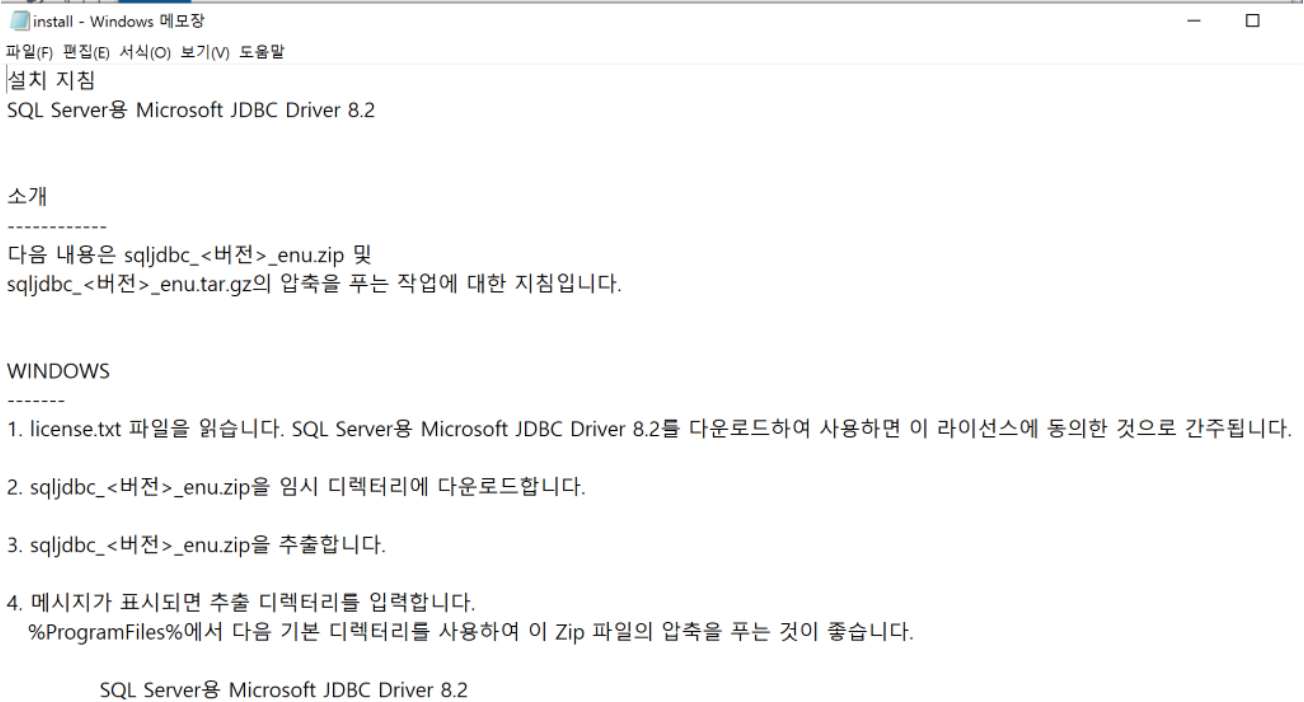 install - Windows 메모장
파일(F) 편집(E) 서식(O) 보기(V) 도움말
설치 지침
SQL Server용 Microsoft JDBC Driver 8.2
소개
------------
다음 내용은 sqljdbc_<버전>_enu.zip 및
sqljdbc_<버전>_enu.tar.gz의 압축을 푸는 작업에 대한 지침입니다.
WINDOWS
-------
1. license.txt 파일을 읽습니다. SQL Server용 Microsoft JDBC Driver 8.2를 다운로드하여 사용하면 이 라이선스에 동의한 것으로 간주됩니다.
2. sqljdbc_<버전>_enu.zip을 임시 디렉터리에 다운로드합니다.
3. sqljdbc_<버전>_enu.zip을 추출합니다.
4. 메시지가 표시되면 추출 디렉터리를 입력합니다.
%ProgramFiles%에서 다음 기본 디렉터리를 사용하여 이 Zip 파일의 압축을 푸는 것이 좋습니다.
SQL Server용 Microsoft JDBC Driver 8.2